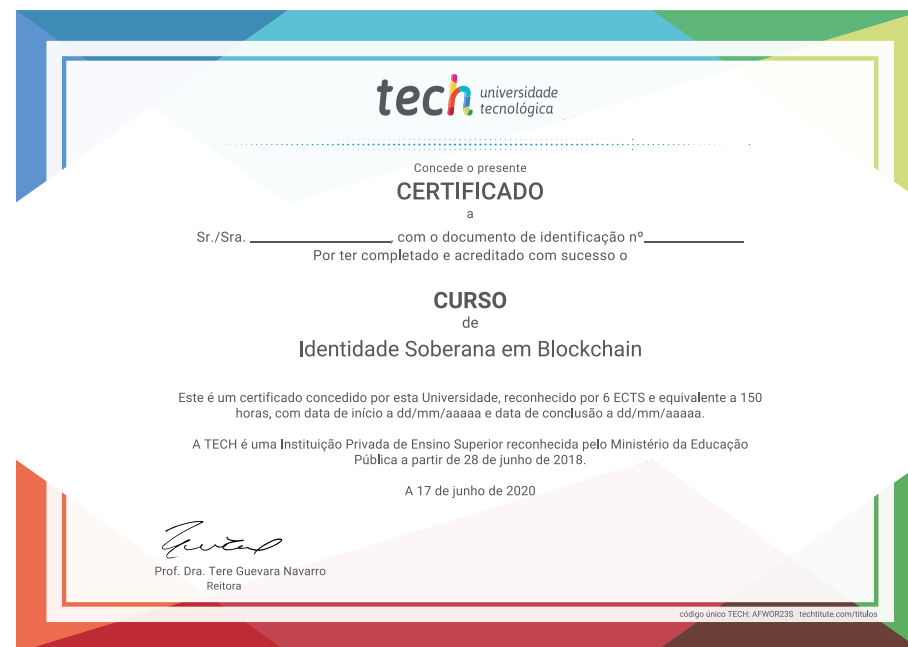 tech universidade
tecnológica
Concede o presente
CERTIFICADO
a
Sr./Sra. ____________________, com o documento de identificação nº______________
Por ter completado e acreditado com sucesso o
CURSO
de
Identidade Soberana em Blockchain
Este é um certificado concedido por esta Universidade, reconhecido por 6 ECTS e equivalente a 150
horas, com data de início a dd/mm/aaaaa e data de conclusão a dd/mm/aaaaa.
A TECH é uma Instituição Privada de Ensino Superior reconhecida pelo Ministério da Educação
Pública a partir de 28 de junho de 2018.
A 17 de junho de 2020
Prof. Dra. Tere Guevara Navarro
Reitora
código único TECH: AFWOR23S techtitute.com/titulos